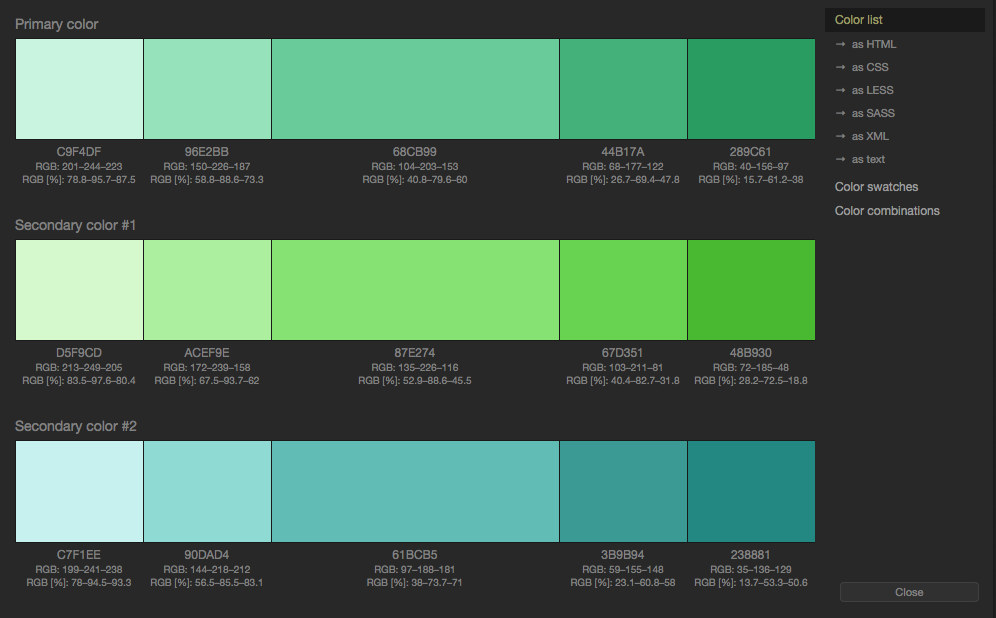 Primary color
C9F4DF
RGB: 201–244–223
RGB [%]: 78.8–95.7–87.5
96E2BB
RGB: 150–226–187
RGB [%]: 58.8–88.6–73.3
68CB99
RGB: 104–203–153
RGB [%]: 40.8–79.6–60
44B17A
RGB: 68–177–122
RGB [%]: 26.7–69.4–47.8
289C61
RGB: 40–156–97
RGB [%]: 15.7–61.2–38
Secondary color #1
D5F9CD
RGB: 213–249–205
RGB [%]: 83.5–97.6–80.4
ACEF9E
RGB: 172–239–158
RGB [%]: 67.5–93.7–62
87E274
RGB: 135–226–116
RGB [%]: 52.9–88.6–45.5
67D351
RGB: 103–211–81
RGB [%]: 40.4–82.7–31.8
48B930
RGB: 72–185–48
RGB [%]: 28.2–72.5–18.8
Secondary color #2
C7F1EE
RGB: 199–241–238
RGB [%]: 78–94.5–93.3
90DAD4
RGB: 144–218–212
RGB [%]: 56.5–85.5–83.1
61BCB5
RGB: 97–188–181
RGB [%]: 38–73.7–71
3B9B94
RGB: 59–155–148
RGB [%]: 23.1–60.8–58
238881
RGB: 35–136–129
RGB [%]: 13.7–53.3–50.6
Color list
→ as HTML
→ as CSS
→ as LESS
→ as SASS
→ as XML
→ as text
Color swatches
Color combinations
Close